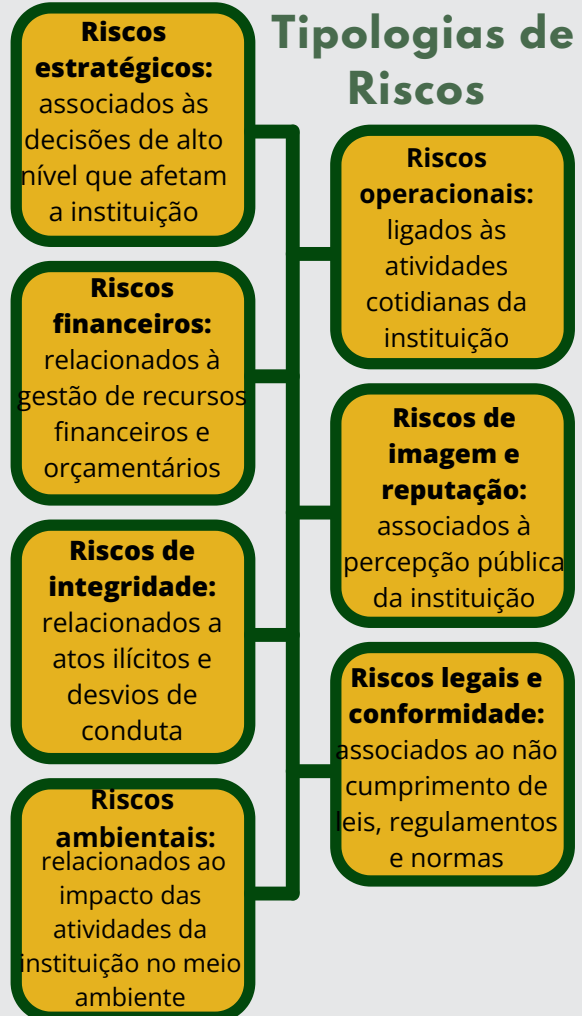 Tipologias de
Riscos
Riscos
estratégicos:
associados às
decisões de alto
nível que afetam
a instituição
Riscos
operacionais:
ligados às
atividades
cotidianas da
instituição
Riscos
financeiros:
relacionados à
gestão de recursos
financeiros e
orçamentários
Riscos de
imagem e
reputação:
associados à
percepção pública
da instituição
Riscos de
integridade:
relacionados a
atos ilícitos e
desvios de
conduta
Riscos legais e
conformidade:
associados ao não
cumprimento de
leis, regulamentos
e normas
Riscos
ambientais:
relacionados ao
impacto das
atividades da
instituição no meio
ambiente